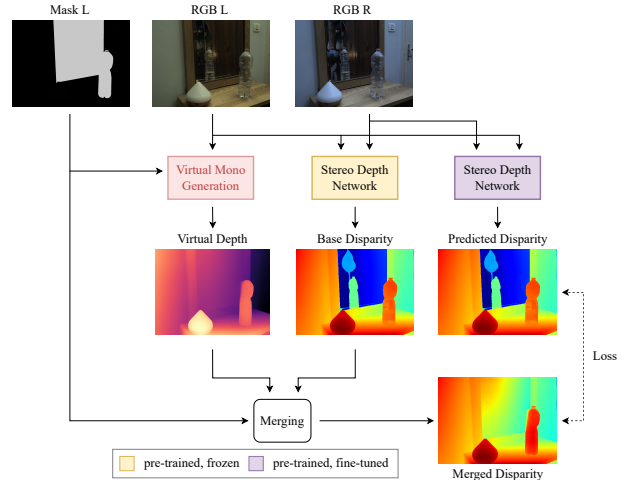 Mask L
RGB L
RGB R
Virtual Mono
Generation
Stereo Depth
Network
Stereo Depth
Network
Virtual Depth
Base Disparity
Predicted Disparity
Loss
Merging
pre-trained, frozen
pre-trained, fine-tuned
Merged Disparity